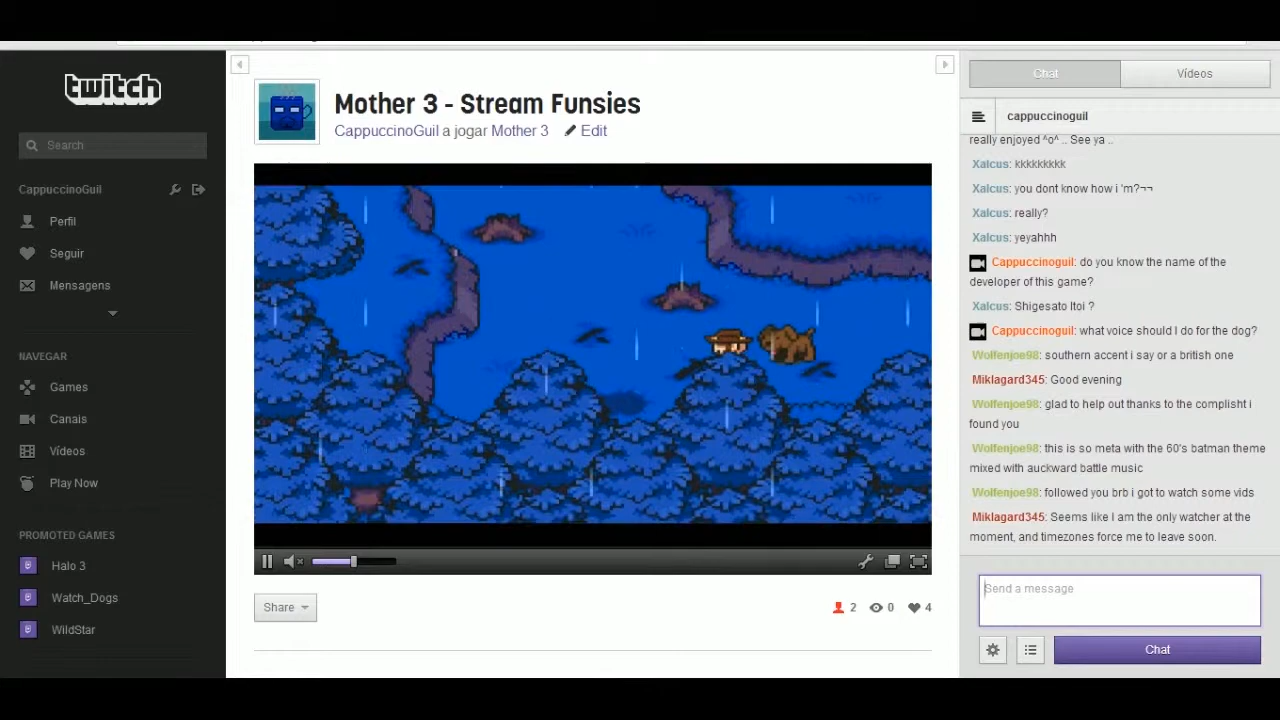 twitch
Search
CappuccinoGuil
Perfil
Seguir
Mensagens
NAVEGAR
Games
Canais
Vídeos
Play Now
PROMOTED GAMES
Halo 3
Watch_Dogs
WildStar
Mother 3 - Stream Funsies
CappuccinoGuil a jogar Mother 3 Edit
Share
2 0 4
Chat Vídeos
cappuccinoguil
really enjoyed ^o^ .. See ya ..
Xalcus: kkkkkkkkk
Xalcus: you dont know how i 'm?¬¬
Xalcus: really?
Xalcus: yeyahhh
Cappuccinoguil: do you know the name of the
developer of this game?
Xalcus: Shigesato Itoi ?
Cappuccinoguil: what voice should I do for the dog?
Wolfenjoe98: southern accent i say or a british one
Miklagard345: Good evening
Wolfenjoe98: glad to help out thanks to the complisht i
found you
Wolfenjoe98: this is so meta with the 60's batman theme
mixed with auckward battle music
Wolfenjoe98: followed you brb i got to watch some vids
Miklagard345: Seems like I am the only watcher at the
moment, and timezones force me to leave soon.
Send a message
Chat